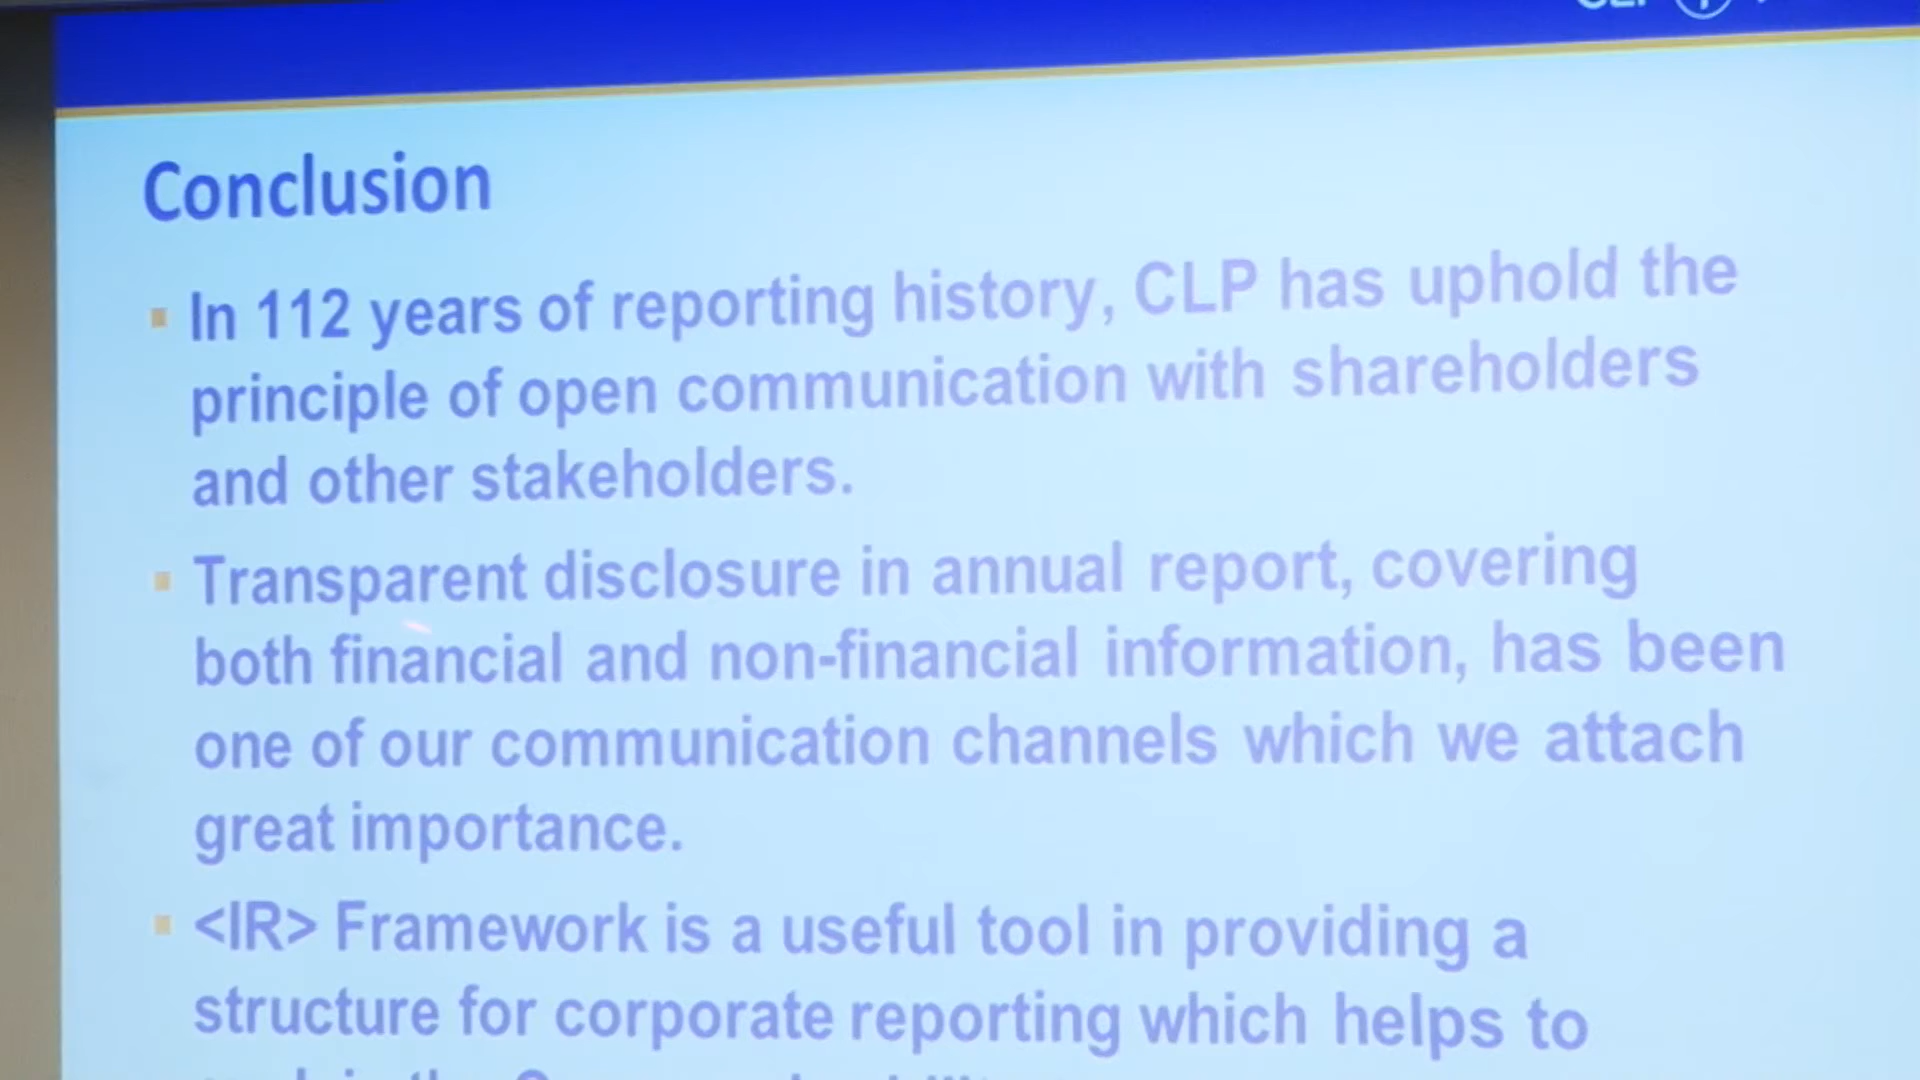 Conclusion
In 112 years of reporting history, CLP has uphold the
principle of open communication with shareholders
and other stakeholders.
Transparent disclosure in annual report, covering
both financial and non-financial information, has been
one of our communication channels which we attach
great importance.
<IR> Framework is a useful tool in providing a
structure for corporate reporting which helps to